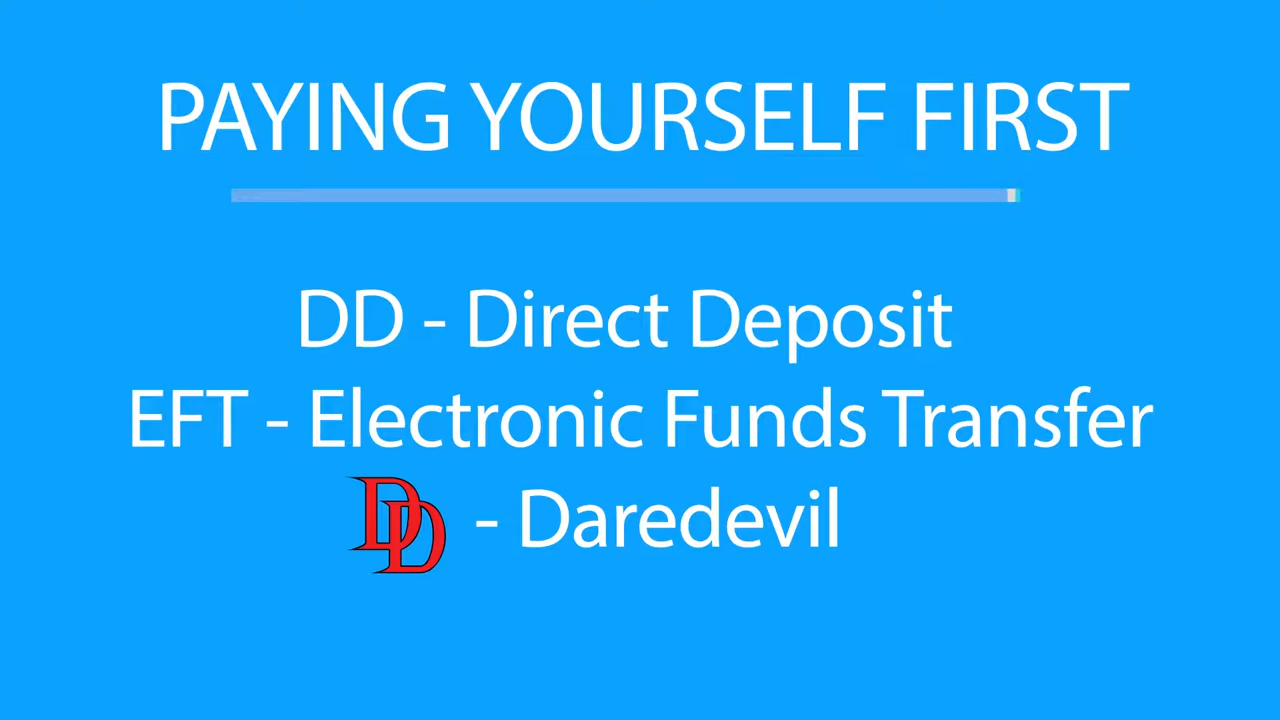 PAYING YOURSELF FIRST
DD - Direct Deposit
EFT - Electronic Funds Transfer
DD - Daredevil